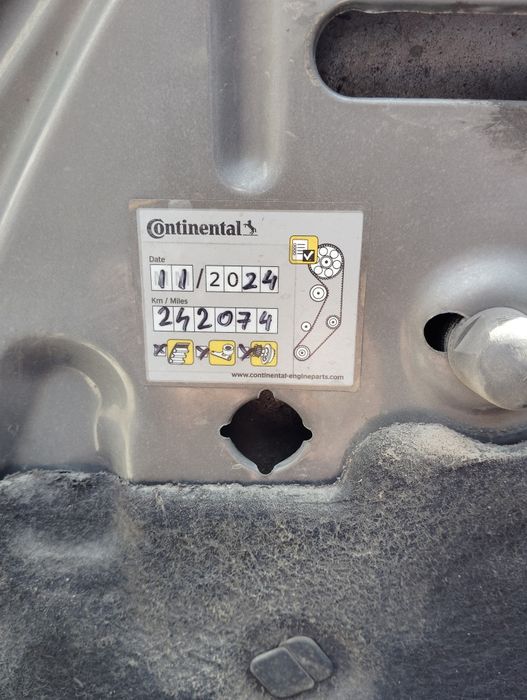 Continental
Date
11/2024
Km / Miles
242074
www.continental-engineparts.com